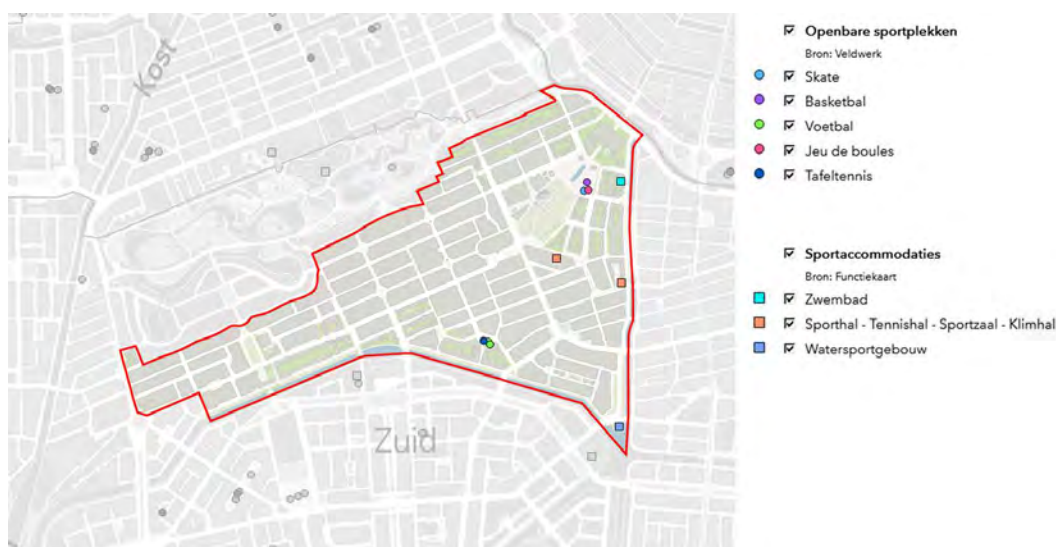 Kost
Zuid
Openbare sportplekken
Bron: Veldwerk
Skate
Basketbal
Voetbal
Jeu de boules
Tafeltennis
Sportaccommodaties
Bron: Functiekaart
Zwembad
Sporthal - Tennishal - Sportzaal - Klimhal
Watersportgebouw